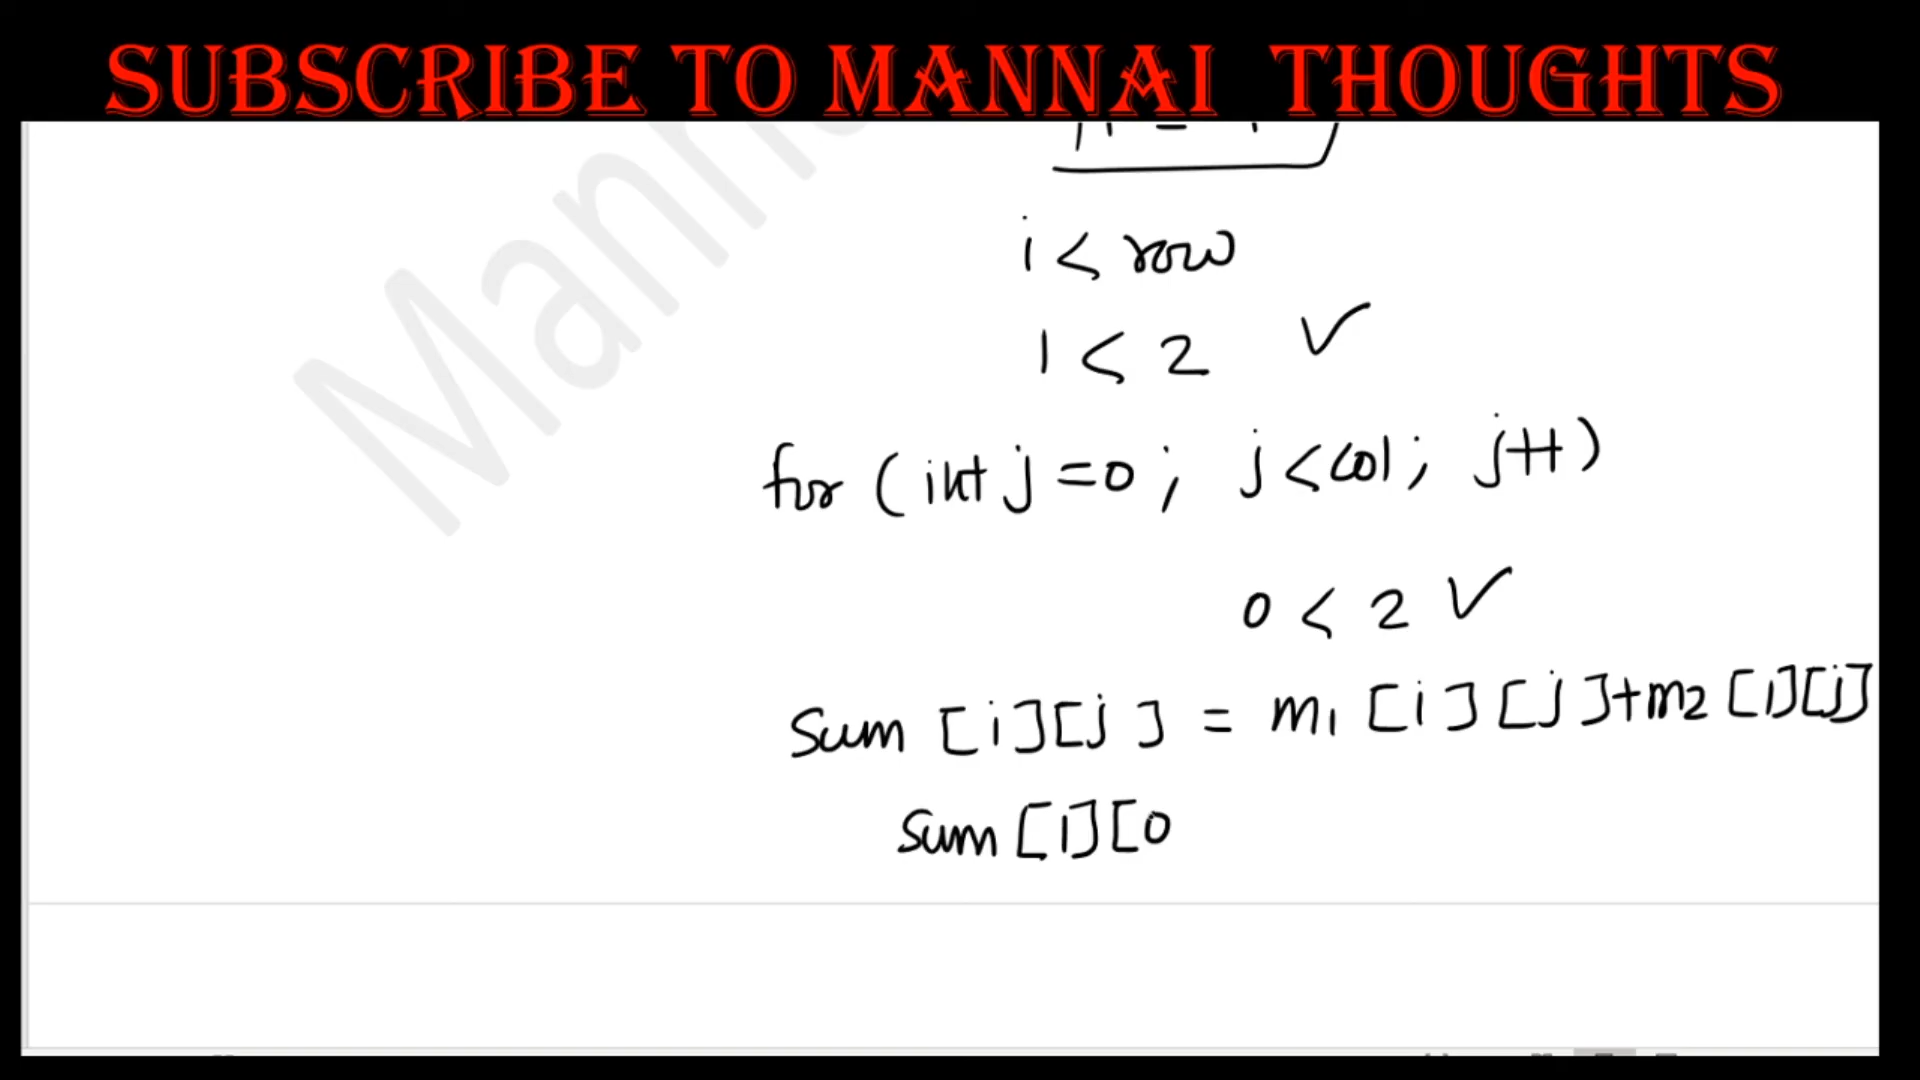 SUBSCRIBE TO MANNAI THOUGHTS
i < row
1 < 2 ✓
for ( int j = 0 ; j < col ; j++ )
0 < 2 ✓
Sum [i][j] = m1 [i][j] + m2 [i][j]
Sum [1][0